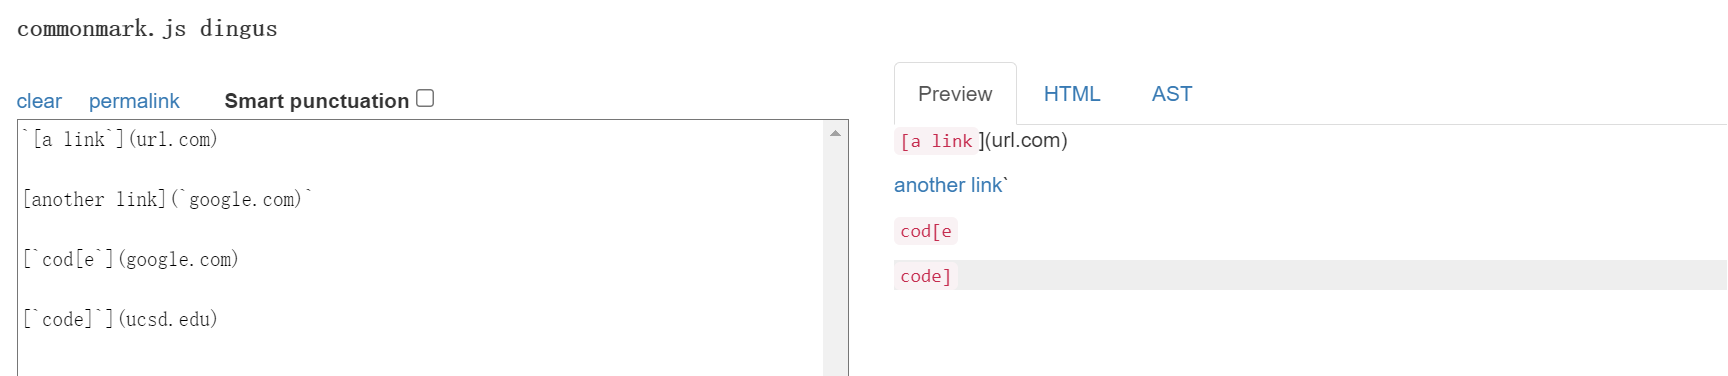 commonmark.js dingus
clear permalink Smart punctuation
`[a link`](url.com)
[another link](`google.com)`
[`cod[e`](google.com)
[`code]`](ucsd.edu)
Preview HTML AST
[a link](url.com)
another link`
cod[e
code]